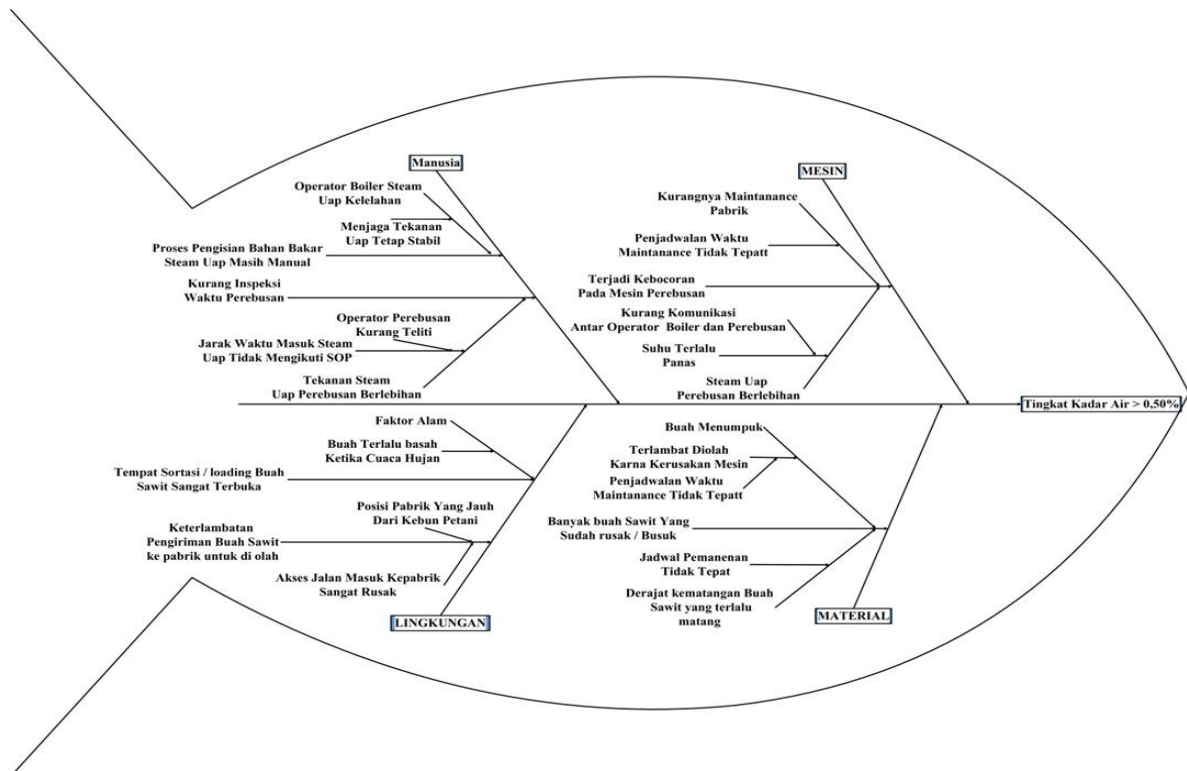 Manusia
Operator Boiler Steam
Uap Kelelahan
Menjaga Tekanan
Uap Tetap Stabil
Proses Pengisian Bahan Bakar
Steam Uap Masih Manual
Kurang Inspeksi
Waktu Perebusan
Operator Perebusan
Kurang Teliti
Jarak Waktu Masuk Steam
Uap Tidak Mengikuti SOP
Tekanan Steam
Uap Perebusan Berlebihan
MESIN
Kurangnya Maintanance
Pabrik
Penjadwalan Waktu
Maintanance Tidak Tepatt
Terjadi Kebocoran
Pada Mesin Perebusan
Kurang Komunikasi
Antar Operator Boiler dan Perebusan
Suhu Terlalu
Panas
Steam Uap
Perebusan Berlebihan
Tingkat Kadar Air > 0,50%
Faktor Alam
Buah Terlalu basah
Ketika Cuaca Hujan
Tempat Sortasi / loading Buah
Sawit Sangat Terbuka
Posisi Pabrik Yang Jauh
Dari Kebun Petani
Keterlambatan
Pengiriman Buah Sawit
ke pabrik untuk di olah
Akses Jalan Masuk Kepabrik
Sangat Rusak
LINGKUNGAN
Buah Menumpuk
Terlambat Diolah
Karna Kerusakan Mesin
Penjadwalan Waktu
Maintanance Tidak Tepatt
Banyak buah Sawit Yang
Sudah rusak / Busuk
Jadwal Pemanenan
Tidak Tepat
Derajat kematangan Buah
Sawit yang terlalu
matang
MATERIAL